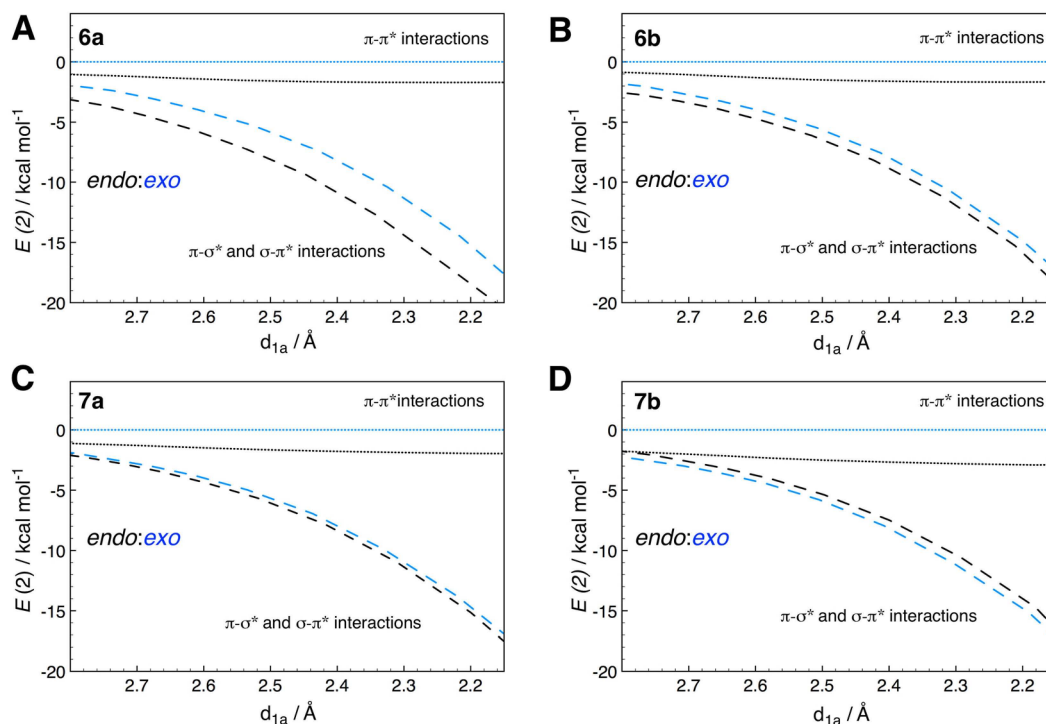 A
6a
π-π* interactions
0
-5
-10
-15
-20
E (2) / kcal mol⁻¹
endo:exo
π-σ* and σ-π* interactions
2.7 2.6 2.5 2.4 2.3 2.2
d₁ₐ / Å
B
6b
π-π* interactions
0
-5
-10
-15
-20
E (2) / kcal mol⁻¹
endo:exo
π-σ* and σ-π* interactions
2.7 2.6 2.5 2.4 2.3 2.2
d₁ₐ / Å
C
7a
π-π*interactions
0
-5
-10
-15
-20
E (2) / kcal mol⁻¹
endo:exo
π-σ* and σ-π* interactions
2.7 2.6 2.5 2.4 2.3 2.2
d₁ₐ / Å
D
7b
π-π* interactions
0
-5
-10
-15
-20
E (2) / kcal mol⁻¹
endo:exo
π-σ* and σ-π* interactions
2.7 2.6 2.5 2.4 2.3 2.2
d₁ₐ / Å